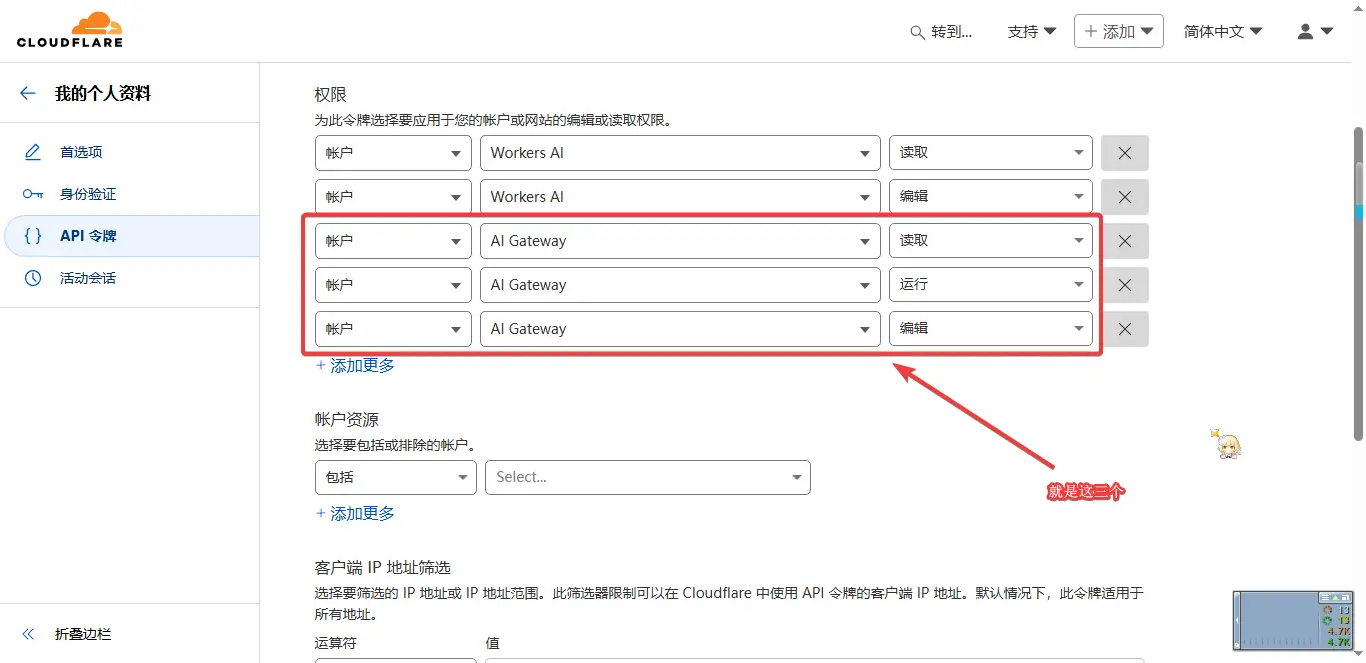 CLOUDFLARE
转到...
支持
+ 添加
简体中文
我的个人资料
首选项
身份验证
{ } API 令牌
活动会话
折叠边栏
权限
为此令牌选择要应用于您的帐户或网站的编辑或读取权限。
帐户 Workers AI 读取
帐户 Workers AI 编辑
帐户 AI Gateway 读取
帐户 AI Gateway 运行
帐户 AI Gateway 编辑
+ 添加更多
帐户资源
选择要包括或排除的帐户。
包括 Select...
+ 添加更多
就是这三个
客户端 IP 地址筛选
选择要筛选的 IP 地址或 IP 地址范围。此筛选器限制可以在 Cloudflare 中使用 API 令牌的客户端 IP 地址。默认情况下，此令牌适用于
所有地址。
运算符 值
13
13
4.7K
4.7K